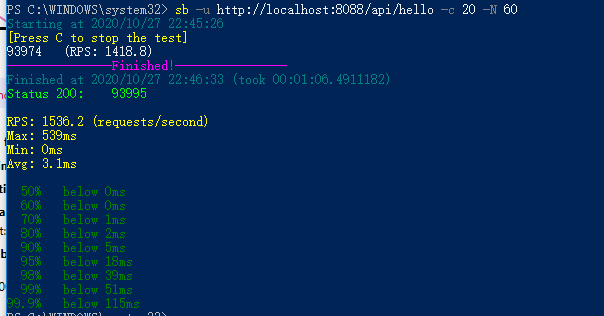 PS C:\WINDOWS\system32> sb -u http://localhost:8088/api/hello -c 20 -N 60
Starting at 2020/10/27 22:45:26
[Press C to stop the test]
93974   (RPS: 1418.8)
---------------Finished!----------------
Finished at 2020/10/27 22:46:33 (took 00:01:06.4911182)
Status 200:    93995

RPS: 1536.2 (requests/second)
Max: 539ms
Min: 0ms
Avg: 3.1ms

  50%   below 0ms
  60%   below 0ms
  70%   below 1ms
  80%   below 2ms
  90%   below 5ms
  95%   below 18ms
  98%   below 39ms
  99%   below 51ms
99.9%   below 115ms
PS C:\WINDOWS\system32>